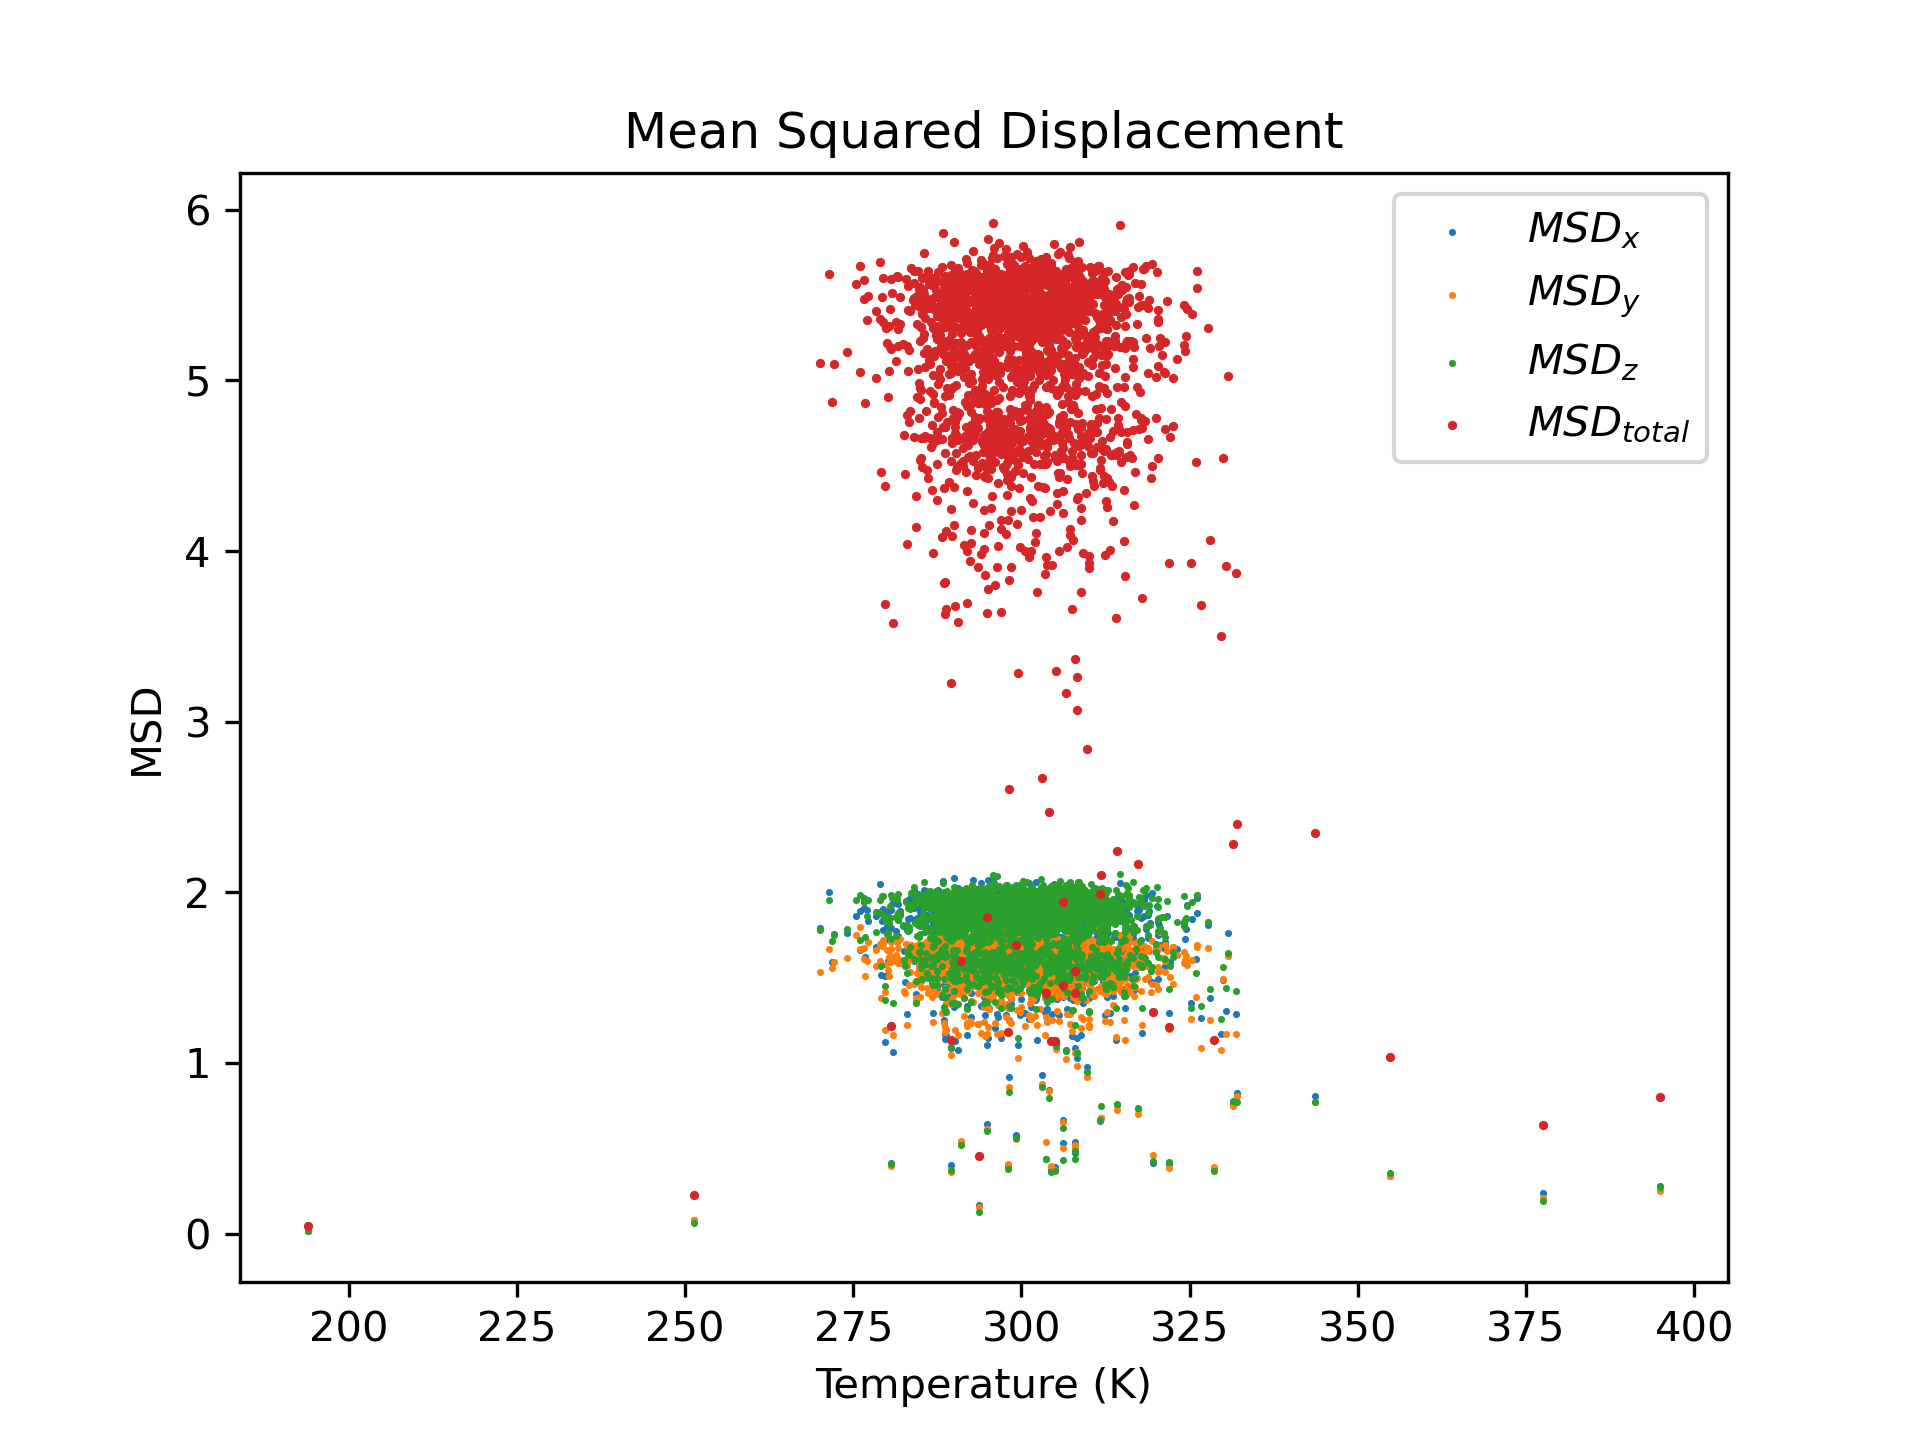 Mean Squared Displacement
MSD_x
MSD_y
MSD_z
MSD_total
MSD
6
5
4
3
2
1
0
200 225 250 275 300 325 350 375 400
Temperature (K)